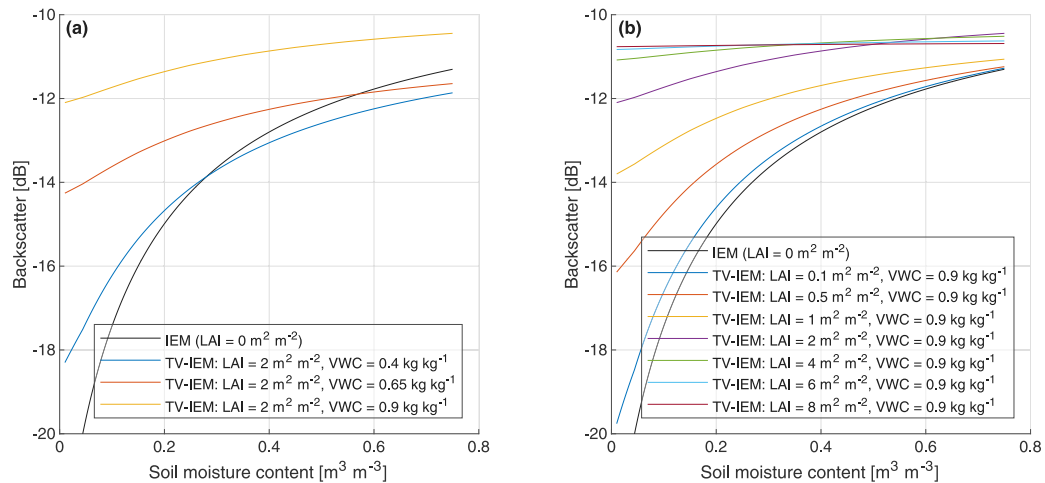 (a)
-10
-12
-14
-16
-18
-20
Backscatter [dB]
0
0.2
0.4
0.6
0.8
Soil moisture content [m³ m⁻³]
IEM (LAI = 0 m² m⁻²)
TV-IEM: LAI = 2 m² m⁻², VWC = 0.4 kg kg⁻¹
TV-IEM: LAI = 2 m² m⁻², VWC = 0.65 kg kg⁻¹
TV-IEM: LAI = 2 m² m⁻², VWC = 0.9 kg kg⁻¹
(b)
-10
-12
-14
-16
-18
-20
Backscatter [dB]
0
0.2
0.4
0.6
0.8
Soil moisture content [m³ m⁻³]
IEM (LAI = 0 m² m⁻²)
TV-IEM: LAI = 0.1 m² m⁻², VWC = 0.9 kg kg⁻¹
TV-IEM: LAI = 0.5 m² m⁻², VWC = 0.9 kg kg⁻¹
TV-IEM: LAI = 1 m² m⁻², VWC = 0.9 kg kg⁻¹
TV-IEM: LAI = 2 m² m⁻², VWC = 0.9 kg kg⁻¹
TV-IEM: LAI = 4 m² m⁻², VWC = 0.9 kg kg⁻¹
TV-IEM: LAI = 6 m² m⁻², VWC = 0.9 kg kg⁻¹
TV-IEM: LAI = 8 m² m⁻², VWC = 0.9 kg kg⁻¹